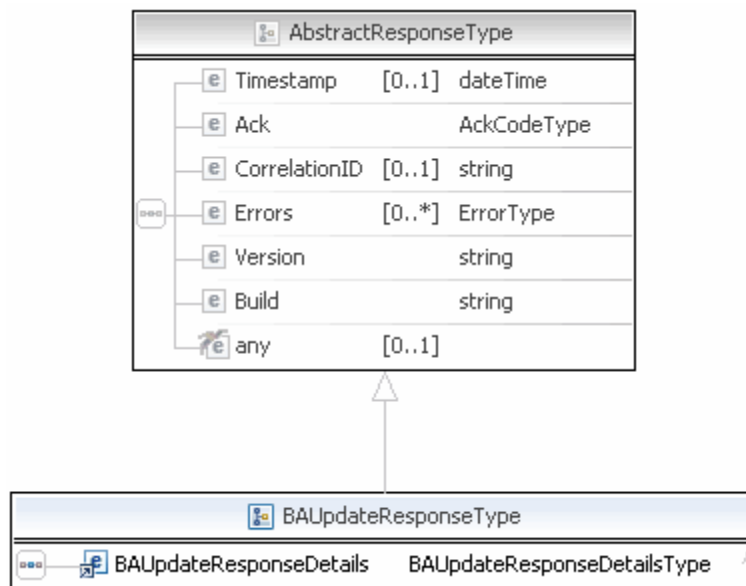 AbstractResponseType
e Timestamp [0..1] dateTime
e Ack AckCodeType
e CorrelationID [0..1] string
e Errors [0..*] ErrorType
e Version string
e Build string
e any [0..1]
BAUpdateResponseType
e BAUpdateResponseDetails BAUpdateResponseDetailsType